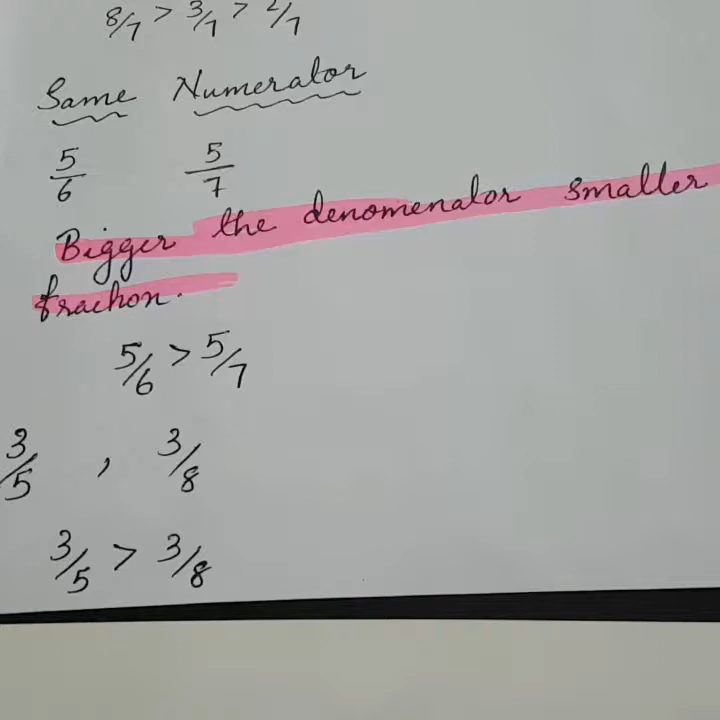 8/7 > 3/7 > 2/7
Same Numerator
5/6 5/7
Bigger the denomenator smaller
fraction.
5/6 > 5/7
3/5 , 3/8
3/5 > 3/8